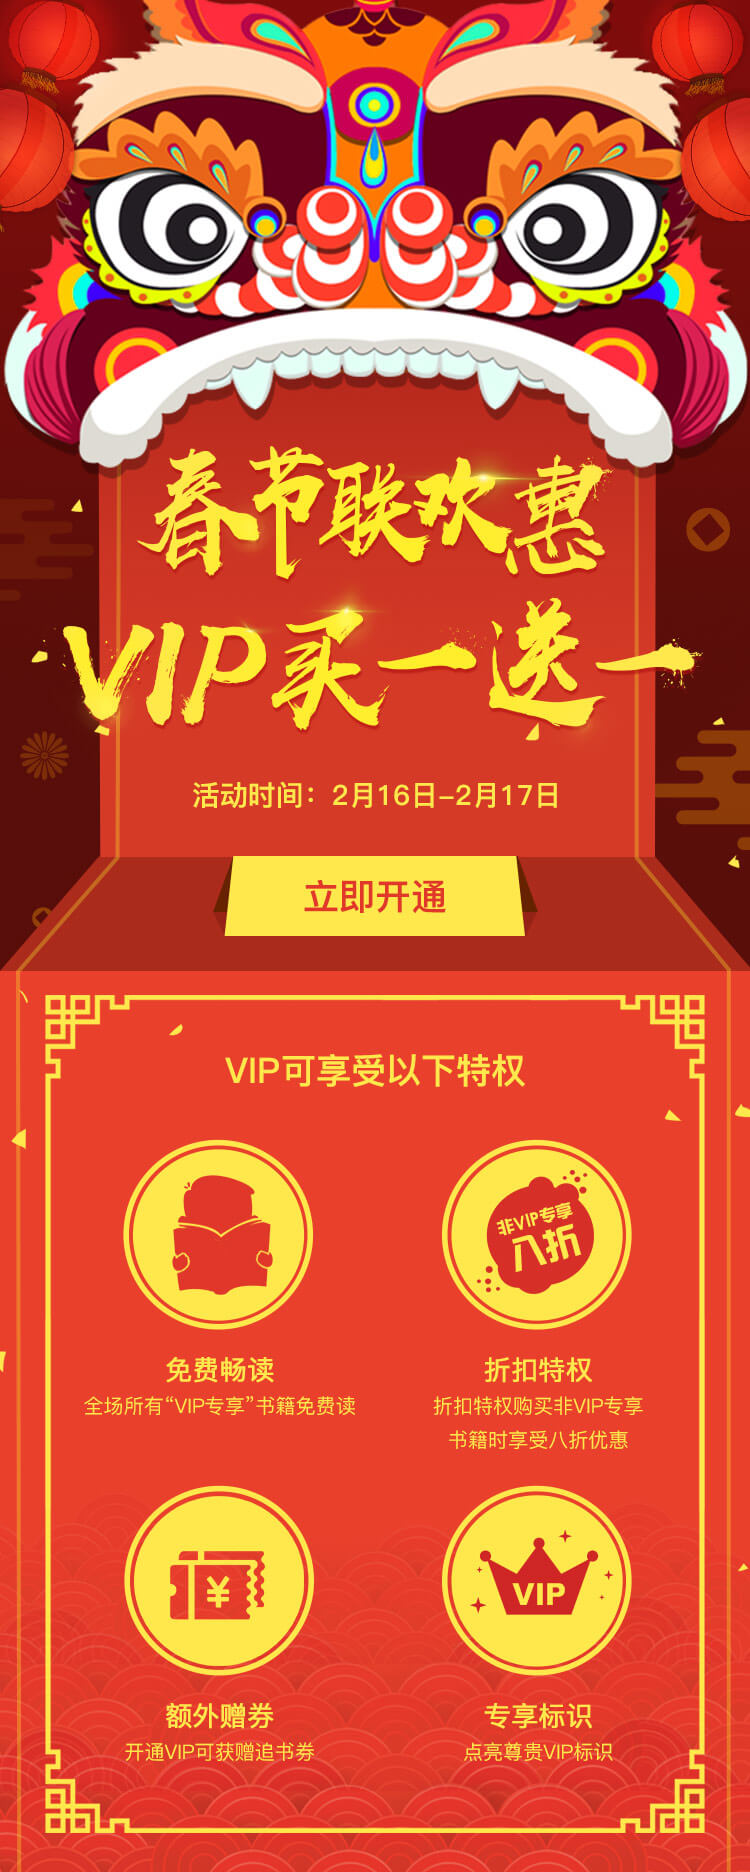 春节联欢惠
VIP买一送一
活动时间：2月16日-2月17日
立即开通
VIP可享受以下特权
非VIP专享
八折
免费畅读
全场所有“VIP专享”书籍免费读
折扣特权
折扣特权购买非VIP专享
书籍时享受八折优惠
¥
VIP
额外赠券
开通VIP可获赠追书券
专享标识
点亮尊贵VIP标识